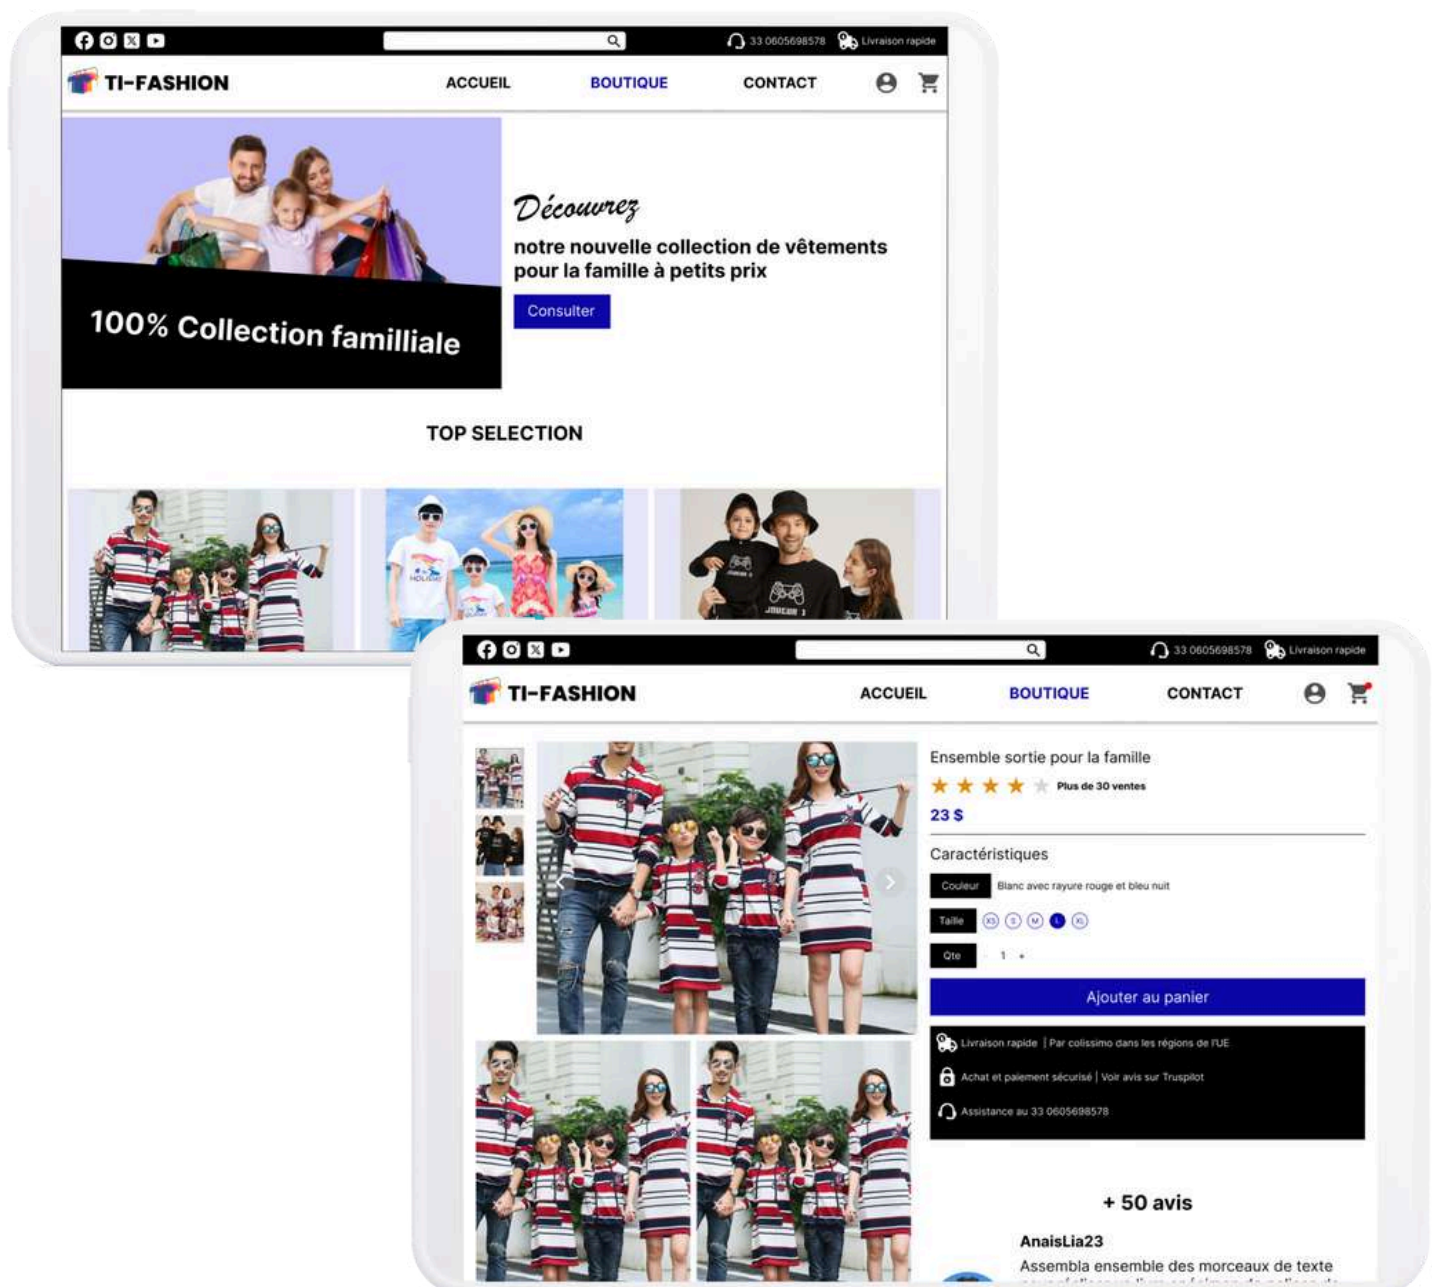 33 0605698578 Livraison rapide
TI-FASHION ACCUEIL BOUTIQUE CONTACT
Découvrez
notre nouvelle collection de vêtements
pour la famille à petits prix
Consulter
100% Collection familliale
TOP SELECTION
HOLIDAY
JOUEUR 1
33 0605698578 Livraison rapide
TI-FASHION ACCUEIL BOUTIQUE CONTACT
Ensemble sortie pour la famille
Plus de 30 ventes
23 $
Caractéristiques
Couleur Blanc avec rayure rouge et bleu nuit
Taille XS S M L XL
Qte - 1 +
Ajouter au panier
Livraison rapide | Par colissimo dans les régions de l'UE
Achat et paiement sécurisé | Voir avis sur Truspilot
Assistance au 33 0605698578
+ 50 avis
AnaisLia23
Assembla ensemble des morceaux de texte